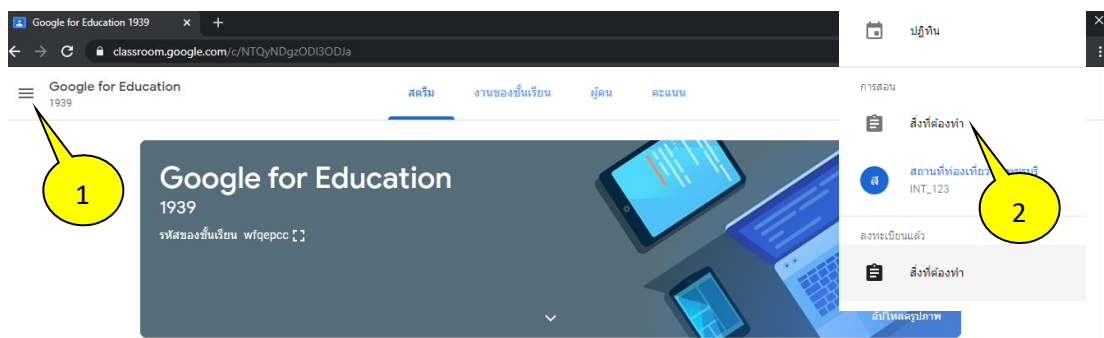 Google for Education 1939
classroom.google.com/c/NTQyNDgzODI3ODJa
Google for Education
1939
สตรีม งานของชั้นเรียน ผู้คน คะแนน
Google for Education
1939
รหัสของชั้นเรียน wfqepcc
อัปโหลดรูปภาพ
1
ปฏิทิน
การสอน
สิ่งที่ต้องทำ
ส
สถานที่ท่องเที่ยว
INT_123
2
ลงทะเบียนแล้ว
สิ่งที่ต้องทำ